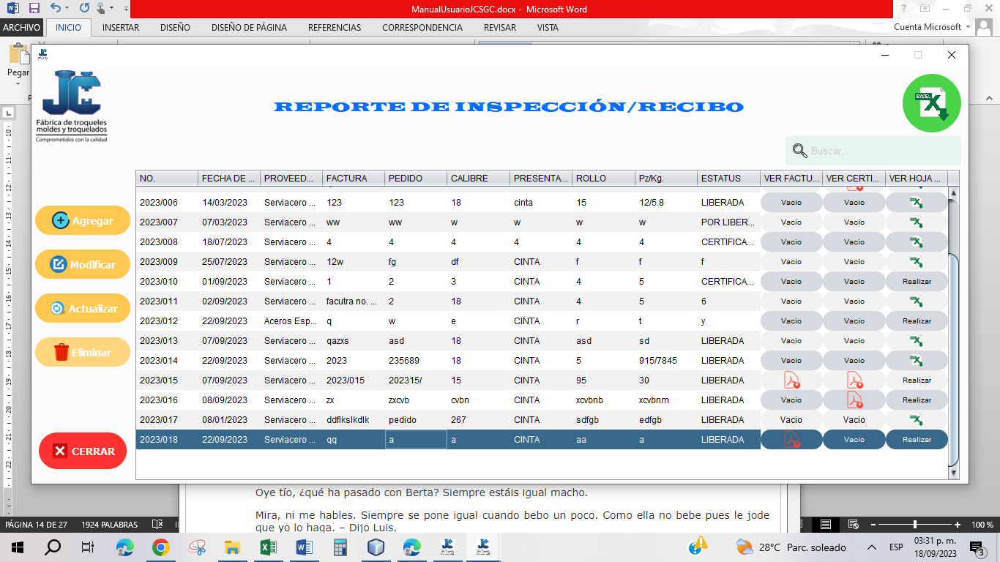 ManualUsuarioJCSGC.docx - Microsoft Word
ARCHIVO INICIO INSERTAR DISEÑO DISEÑO DE PÁGINA REFERENCIAS CORRESPONDENCIA REVISAR VISTA Cuenta Microsoft
Pegar
JC
Fábrica de troqueles
moldes y troquelados
Comprometidos con la calidad
REPORTE DE INSPECCIÓN/RECIBO
EXCEL
Buscar...
NO. FECHA DE ... PROVEED... FACTURA PEDIDO CALIBRE PRESENTA... ROLLO Pz/Kg. ESTATUS VER FACTU... VER CERTI... VER HOJA ...
2023/006 14/03/2023 Serviacero ... 123 123 18 cinta 15 12/5.8 LIBERADA Vacio Vacio
2023/007 07/03/2023 Serviacero ... ww ww w w w w POR LIBER... Vacio Vacio
2023/008 18/07/2023 Serviacero ... 4 4 4 4 4 4 CERTIFICA... Vacio Vacio
2023/009 25/07/2023 Serviacero ... 12w fg df CINTA f f f Vacio Vacio
2023/010 01/09/2023 Serviacero ... 1 2 3 CINTA 4 5 CERTIFICA... Vacio Vacio Realizar
2023/011 02/09/2023 Serviacero ... facutra no. ... 2 18 CINTA 4 5 6 Vacio Vacio
2023/012 22/09/2023 Aceros Esp... q w e CINTA r t y Vacio Vacio Realizar
2023/013 07/09/2023 Serviacero ... qazxs asd 18 CINTA asd sd LIBERADA Vacio Vacio
2023/014 22/09/2023 Serviacero ... 2023 235689 18 CINTA 5 915/7845 LIBERADA Vacio Vacio
2023/015 07/09/2023 Serviacero ... 2023/015 202315/ 15 CINTA 95 30 LIBERADA Realizar
2023/016 08/09/2023 Serviacero ... zx zxcvb cvbn CINTA xcvbnb xcvbnm LIBERADA Vacio Realizar
2023/017 08/01/2023 Serviacero ... ddflkslkdlk pedido 267 CINTA sdfgb edfgb LIBERADA Vacio Vacio
2023/018 22/09/2023 Serviacero ... qq a a CINTA aa a LIBERADA Vacio Realizar
Agregar
Modificar
Actualizar
Eliminar
CERRAR
Oye tío, ¿qué ha pasado con Berta? Siempre estáis igual macho.
Mira, ni me hables. Siempre se pone igual cuando bebo un poco. Como ella no bebe pues le jode
que yo lo haga. – Dijo Luis.
PÁGINA 14 DE 27 1924 PALABRAS 100 %
28°C Parc. soleado ESP 03:31 p. m.
18/09/2023 3